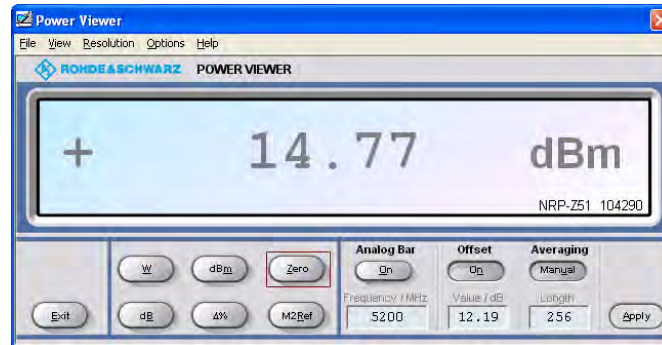 Power Viewer
File View Resolution Options Help
ROHDE&SCHWARZ POWER VIEWER
+ 14.77 dBm
NRP-Z51 104290
Analog Bar Offset Averaging
W dBm Zero On On Manual
Frequency / MHz Value / dB Length
Exit dB Δ% M2Ref 5200 12.19 256 Apply